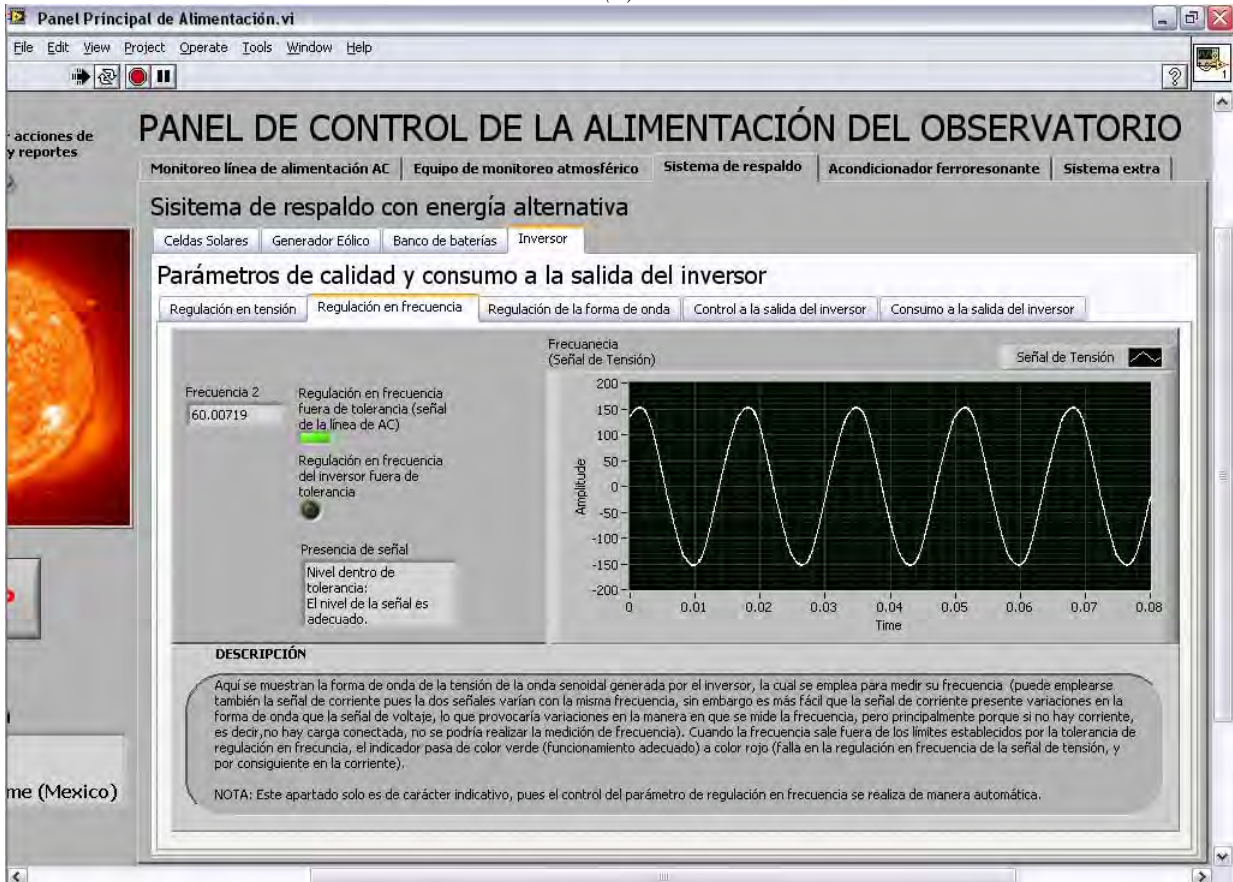 Panel Príncipal de Alimentación.vi
File Edit View Project Operate Tools Window Help
1
acciones de
y reportes
PANEL DE CONTROL DE LA ALIMENTACIÓN DEL OBSERVATORIO
Monitoreo línea de alimentación AC Equipo de monitoreo atmosférico Sistema de respaldo Acondicionador ferroresonante Sistema extra
Sisitema de respaldo con energía alternativa
Celdas Solares Generador Eólico Banco de baterías Inversor
Parámetros de calidad y consumo a la salida del inversor
Regulación en tensión Regulación en frecuencia Regulación de la forma de onda Control a la salida del inversor Consumo a la salida del inversor
Frecuencia 2
60.00719
Regulación en frecuencia
fuera de tolerancia (señal
de la línea de AC)
Regulación en frecuencia
del inversor fuera de
tolerancia
Presencia de señal
Nivel dentro de
tolerancia:
El nivel de la señal es
adecuado.
Frecuanecia
(Señal de Tensión)
Señal de Tensión
Amplitude
200
150
100
50
0
-50
-100
-150
-200
0 0.01 0.02 0.03 0.04 0.05 0.06 0.07 0.08
Time
DESCRIPCIÓN
Aquí se muestran la forma de onda de la tensión de la onda senoidal generada por el inversor, la cual se emplea para medir su frecuencia (puede emplearse
también la señal de corriente pues la dos señales varían con la misma frecuencia, sin embargo es más fácil que la señal de corriente presente variaciones en la
forma de onda que la señal de voltaje, lo que provocaría variaciones en la manera en que se mide la frecuencia, pero principalmente porque si no hay corriente,
es decir,no hay carga conectada, no se podría realizar la medición de frecuencia). Cuando la frecuencia sale fuera de los límites establecidos por la tolerancia de
regulación en frecuncia, el indicador pasa de color verde (funcionamiento adecuado) a color rojo (falla en la regulación en frecuencia de la señal de tensión, y
por consiguiente en la corriente).
NOTA: Este apartado solo es de carácter indicativo, pues el control del parámetro de regulación en frecuencia se realiza de manera automática.
me (Mexico)